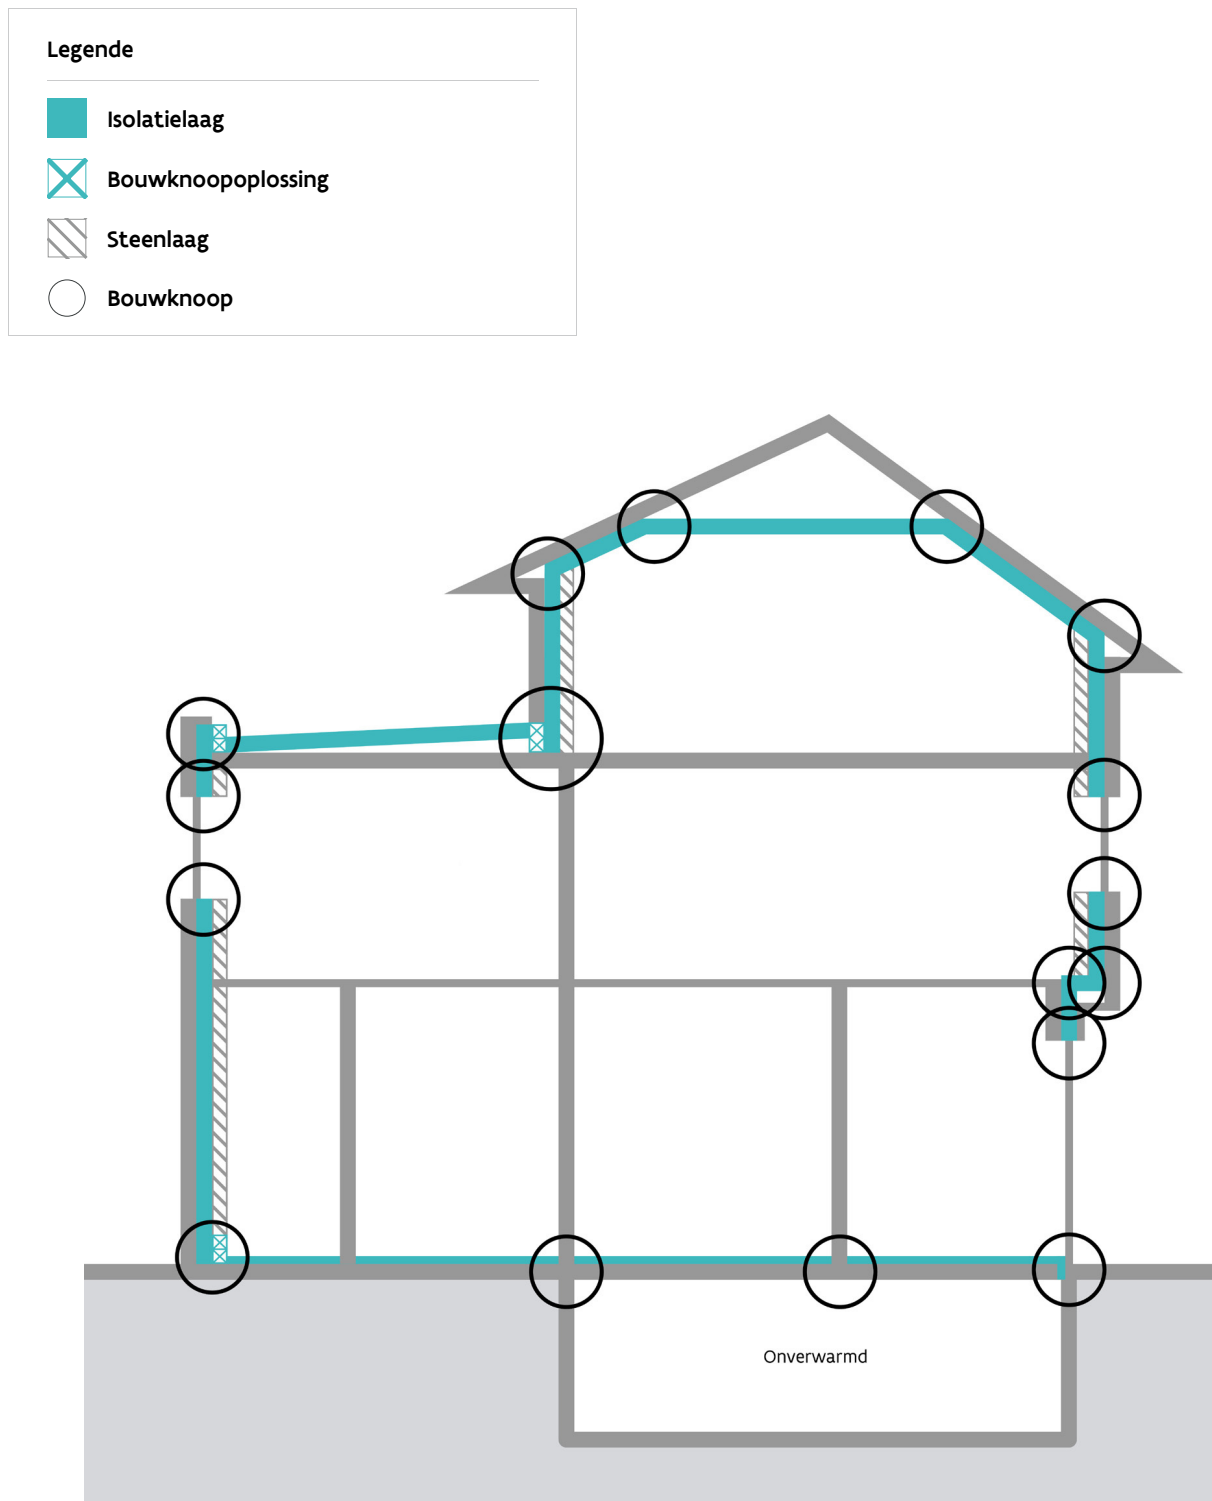 Legende
Isolatielaag
Bouwknoopoplossing
Steenlaag
Bouwknoop
Onverwarmd